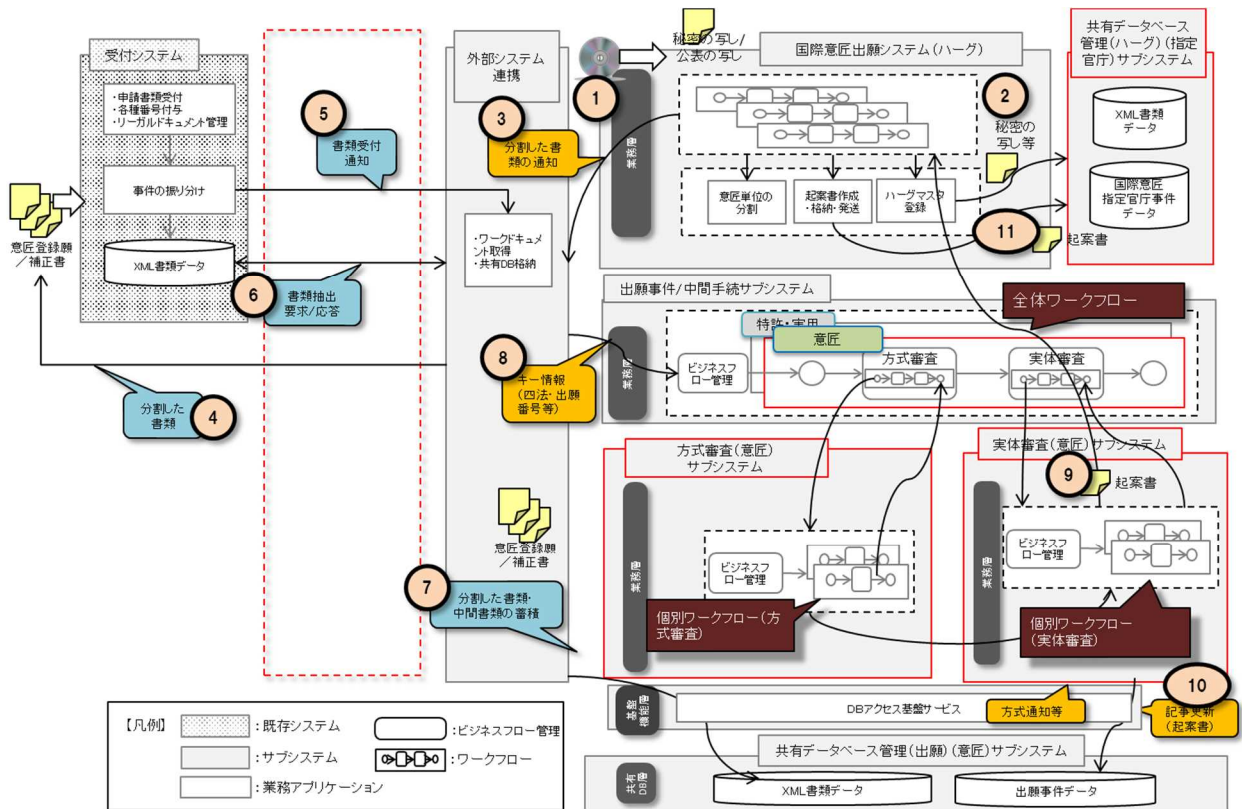 受付システム
・申請書類受付
・各種番号付与
・リーガルドキュメント管理
事件の振り分け
XML書類データ
意匠登録願
／補正書
5
書類受付
通知
6
書類抽出
要求/応答
分割した
書類
4
外部システム
連携
3
分割した書
類の通知
・ワークドキュメ
ント取得
・共有DB格納
8
キー情報
(四法・出願
番号等)
意匠登録願
／補正書
7
分割した書類・
中間書類の蓄積
1
秘密の写し/
公表の写し
国際意匠出願システム(ハーグ)
業務層
意匠単位の
分割
起案書作成
・格納・発送
ハーグマスタ
登録
2
秘密の
写し等
11
起案書
共有データベース
管理(ハーグ)(指定
官庁)サブシステム
XML書類
データ
国際意匠
指定官庁事件
データ
出願事件/中間手続サブシステム
全体ワークフロー
業務層
特許・実用
意匠
ビジネスフ
ロー管理
方式審査
実体審査
方式審査(意匠)
サブシステム
業務層
ビジネスフ
ロー管理
個別ワークフロー(方
式審査)
実体審査(意匠)サブシステム
9
起案書
業務層
ビジネスフ
ロー管理
個別ワークフロー
(実体審査)
基盤
機能層
DBアクセス基盤サービス
方式通知等
10
記事更新
(起案書)
共有データベース管理(出願)(意匠)サブシステム
共有
DB層
XML書類データ
出願事件データ
【凡例】
：既存システム
：サブシステム
：業務アプリケーション
：ビジネスフロー管理
：ワークフロー